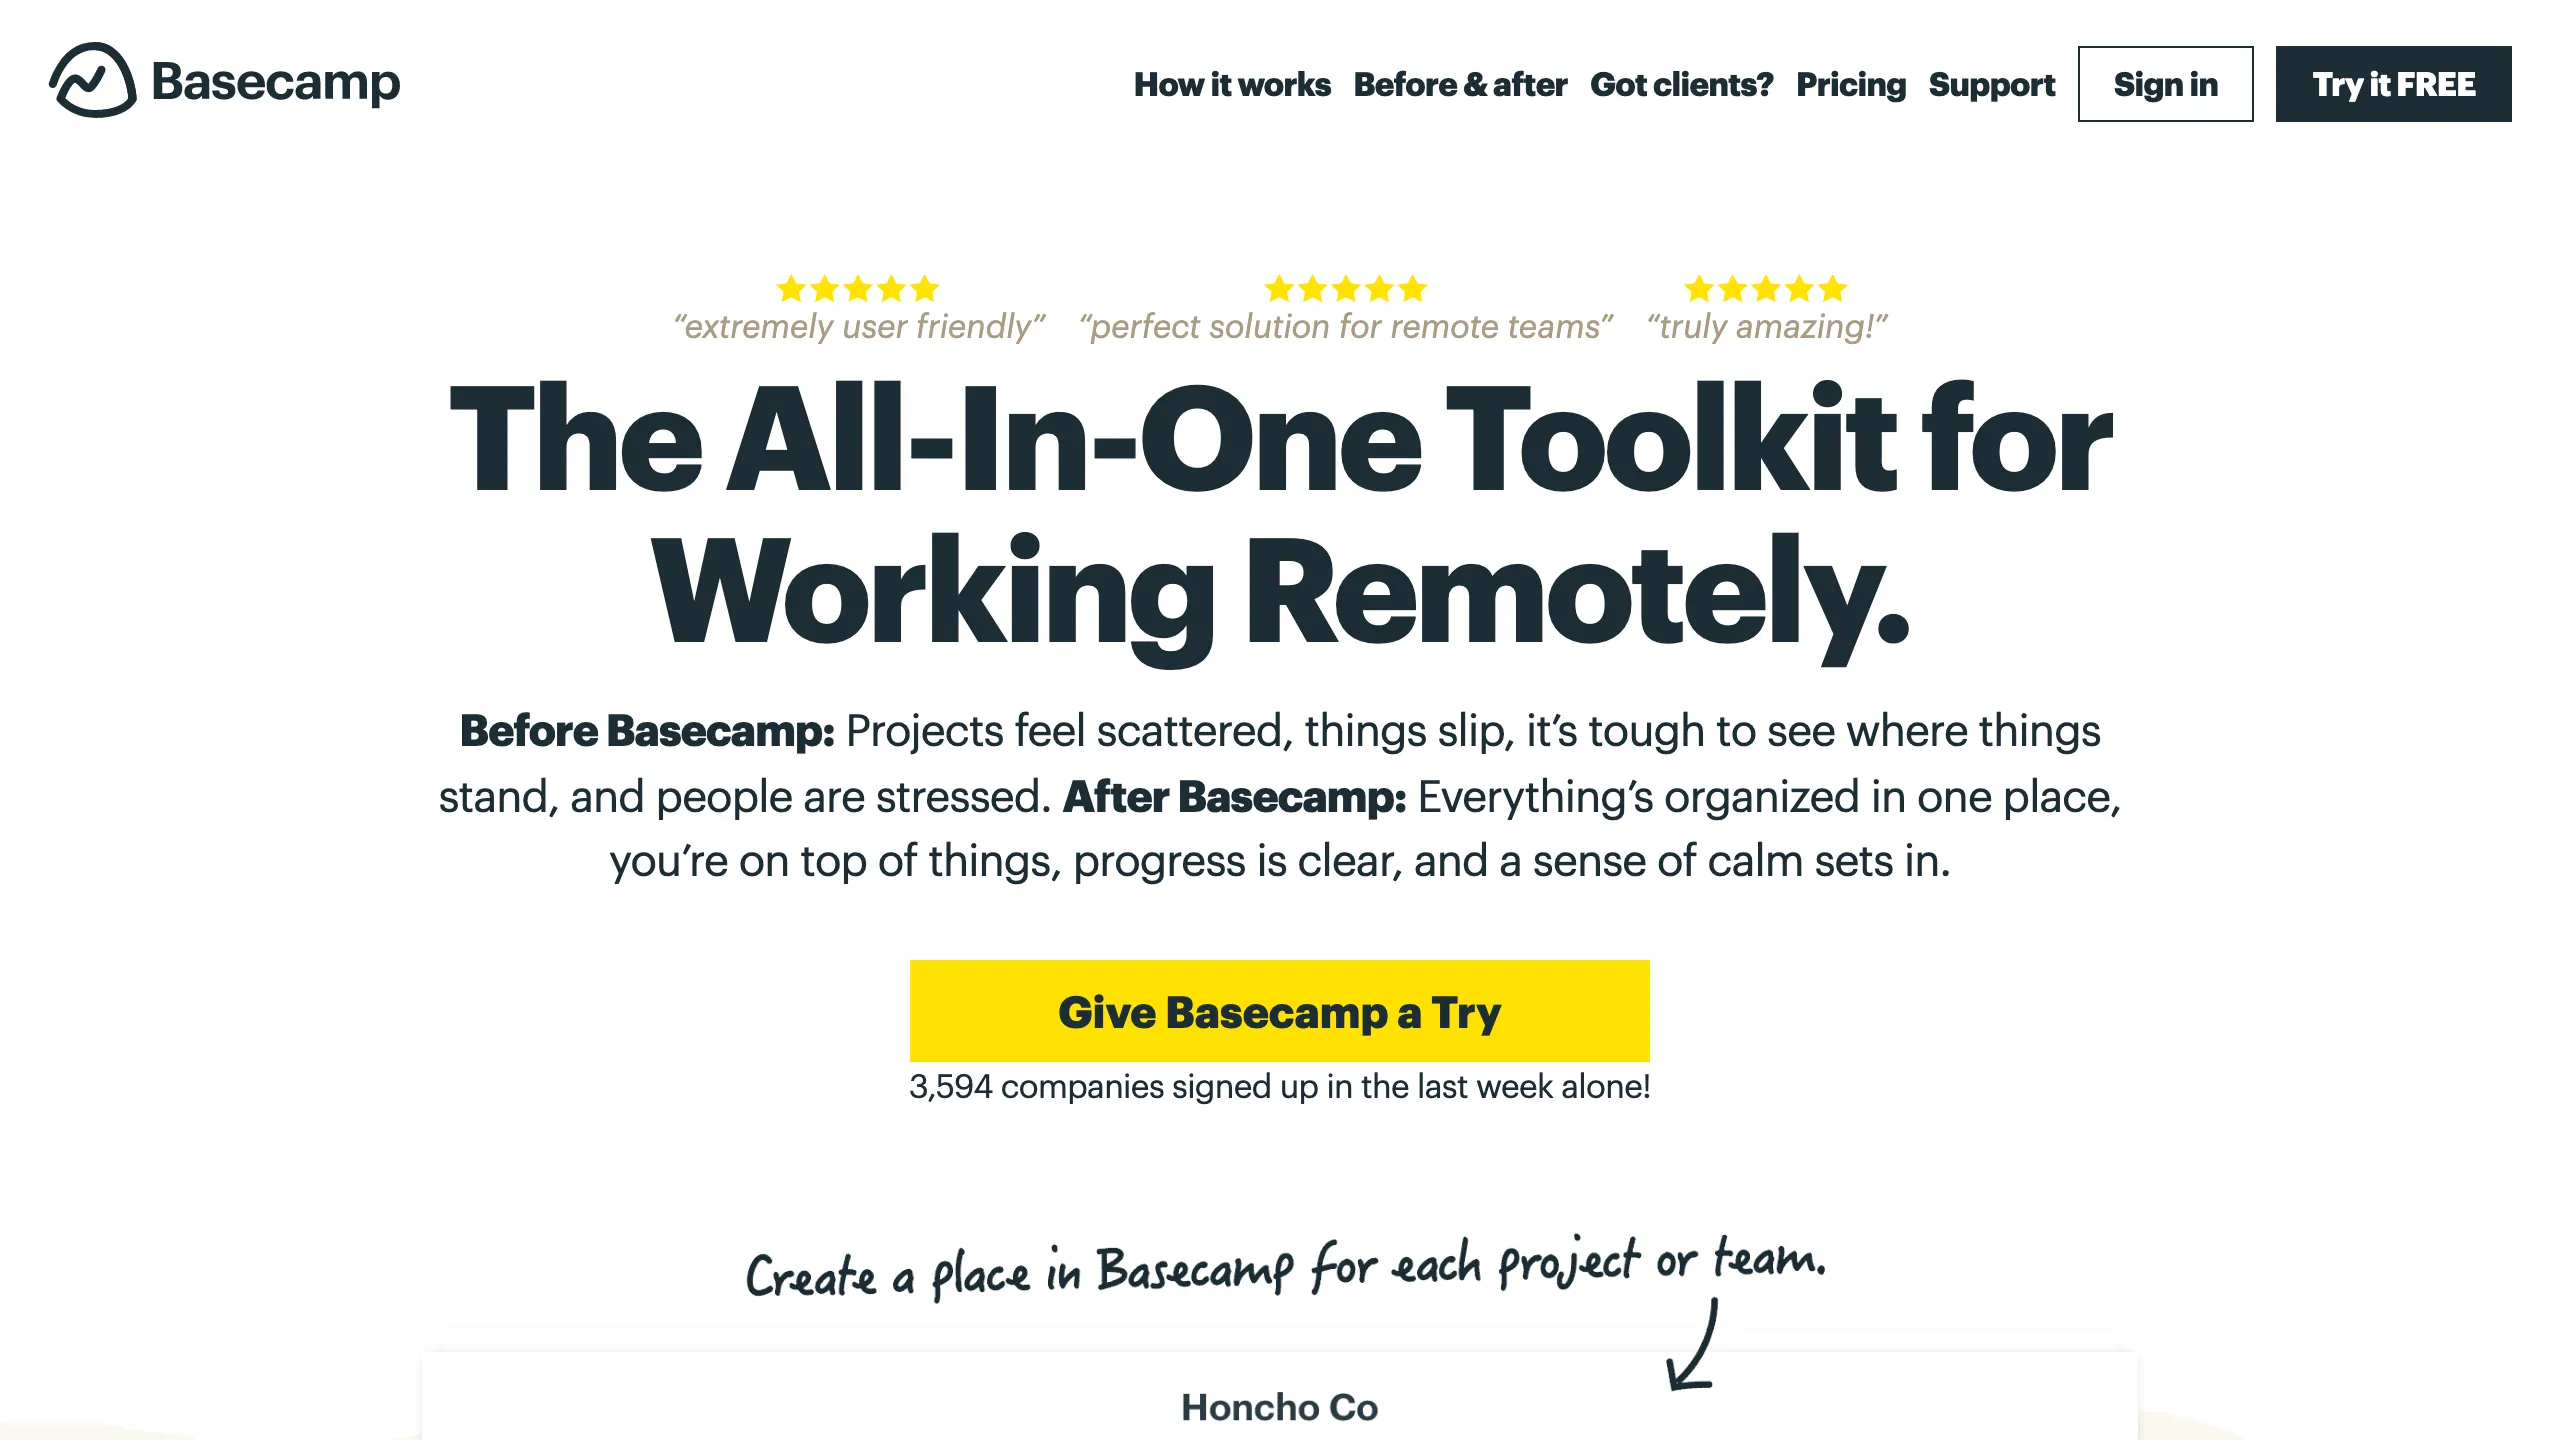 Basecamp
How it works Before & after Got clients? Pricing Support Sign in Try it FREE
“extremely user friendly” “perfect solution for remote teams” “truly amazing!”
The All-In-One Toolkit for
Working Remotely.
Before Basecamp: Projects feel scattered, things slip, it’s tough to see where things
stand, and people are stressed. After Basecamp: Everything’s organized in one place,
you’re on top of things, progress is clear, and a sense of calm sets in.
Give Basecamp a Try
3,594 companies signed up in the last week alone!
Create a place in Basecamp for each project or team.
Honcho Co